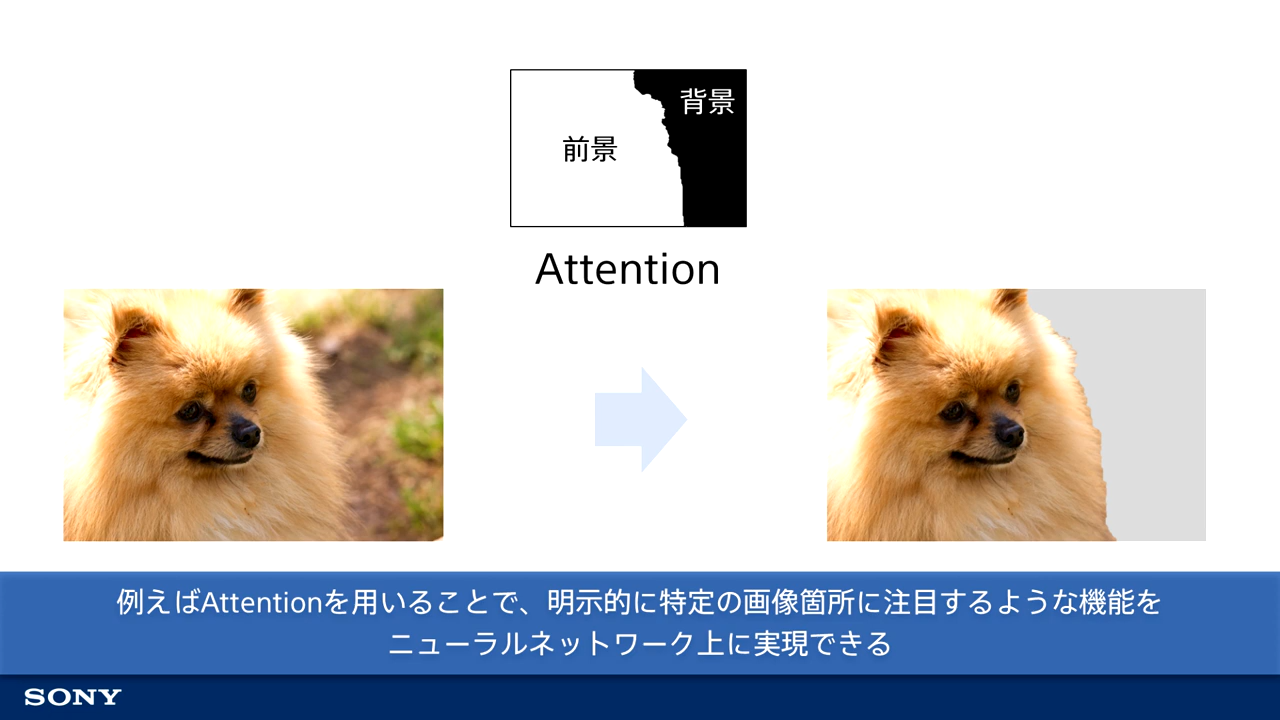 背景
前景
Attention
例えばAttentionを用いることで、明示的に特定の画像箇所に注目するような機能を
ニューラルネットワーク上に実現できる
SONY